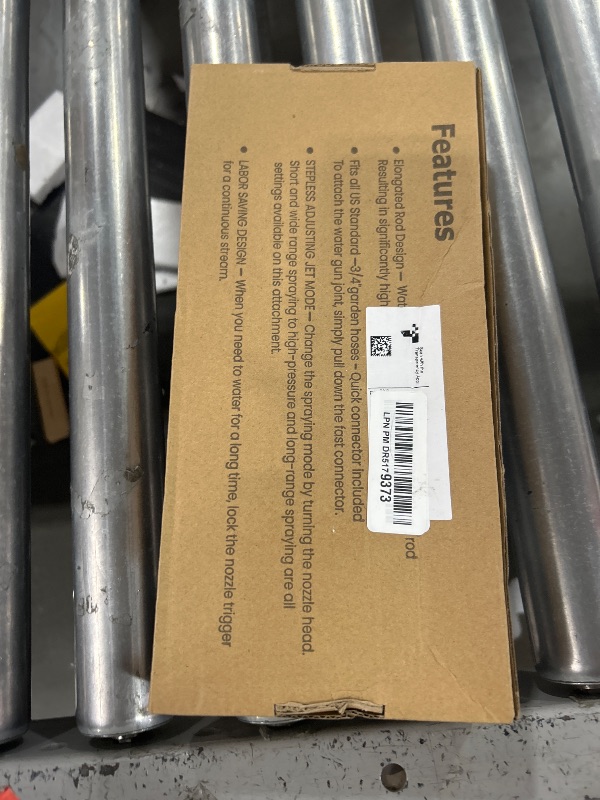 Features
• Elongated Rod Design – Wat
Resulting in significantly high
rod
• Fits all US Standard –3/4"garden hoses – Quick connector included
To attach the water gun joint, simply pull down the fast connector.
• STEPLESS ADJUSTING JET MODE— Change the spraying mode by turning the nozzle head.
Short and wide range spraying to high-pressure and long-range spraying are all
settings available on this attachment.
• LABOR SAVING DESIGN – When you need to water for a long time, lock the nozzle trigger
for a continuous stream.
Transparency App
LPN PM DR5179373